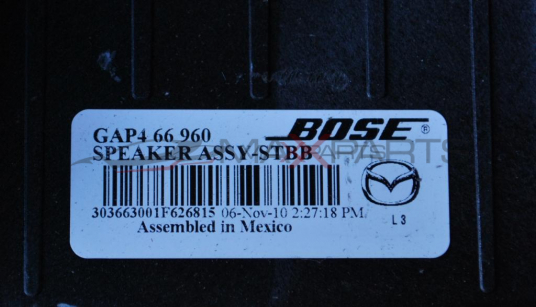 GAP4 66 960 BOSE ®
SPEAKER ASSY-STBB
303663001F626815 06-Nov-10 2:27:18 PM
Assembled in Mexico
L3